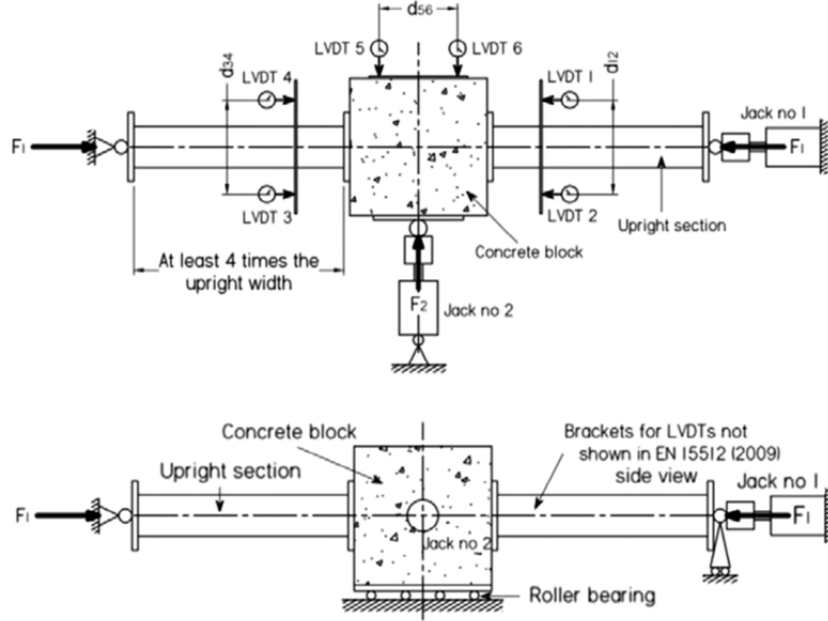 d56
LVDT 5
LVDT 6
d34
LVDT 4
LVDT 1
d12
Jack no 1
F1
F1
LVDT 3
LVDT 2
Upright section
At least 4 times the
upright width
Concrete block
F2
Jack no 2
Concrete block
Brackets for LVDTs not
shown in EN 15512 (2009)
side view
Upright section
Jack no 1
F1
F1
Jack no 2
Roller bearing